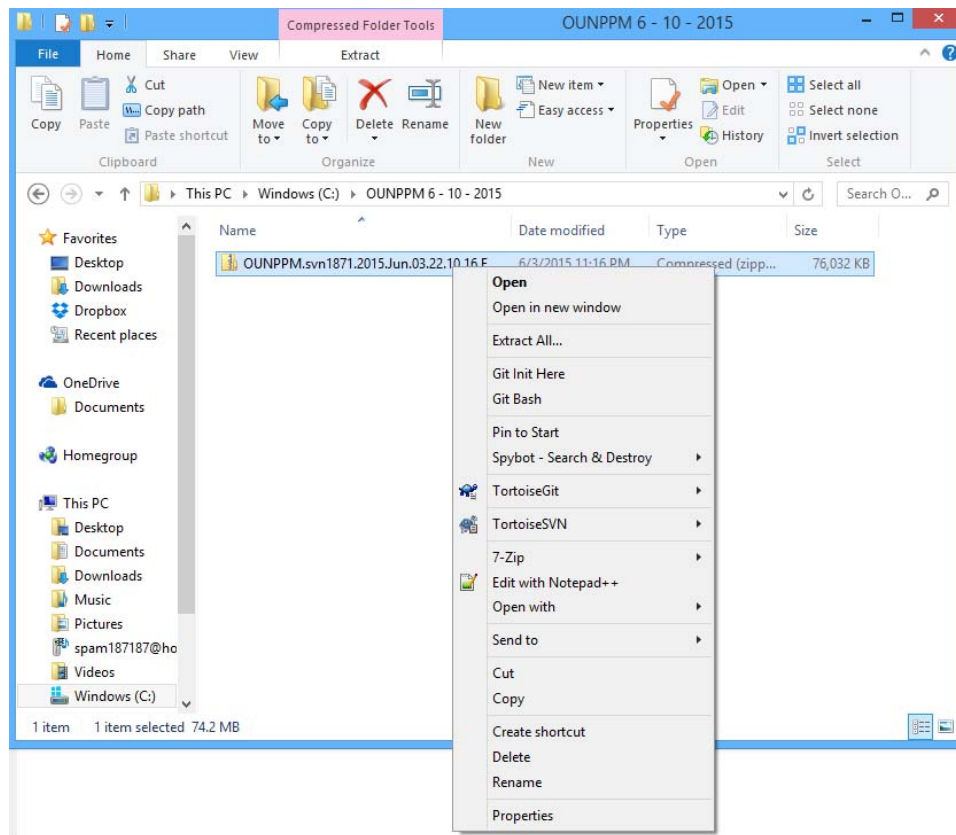 Compressed Folder Tools
OUNPPM 6 - 10 - 2015
File
Home
Share
View
Extract
Copy
Paste
Cut
Copy path
Paste shortcut
Clipboard
Move to
Copy to
Delete
Rename
Organize
New folder
New item
Easy access
New
Properties
Open
Edit
History
Open
Select all
Select none
Invert selection
Select
This PC
Windows (C:)
OUNPPM 6 - 10 - 2015
Search O...
Name
Date modified
Type
Size
OUNPPM.svn1871.2015.Jun.03.22.10.16.E
6/3/2015 11:16 PM
Compressed (zipp...
76,032 KB
Favorites
Desktop
Downloads
Dropbox
Recent places
OneDrive
Documents
Homegroup
This PC
Desktop
Documents
Downloads
Music
Pictures
spam187187@ho
Videos
Windows (C:)
Open
Open in new window
Extract All...
Git Init Here
Git Bash
Pin to Start
Spybot - Search & Destroy
TortoiseGit
TortoiseSVN
7-Zip
Edit with Notepad++
Open with
Send to
Cut
Copy
Create shortcut
Delete
Rename
Properties
1 item
1 item selected 74.2 MB